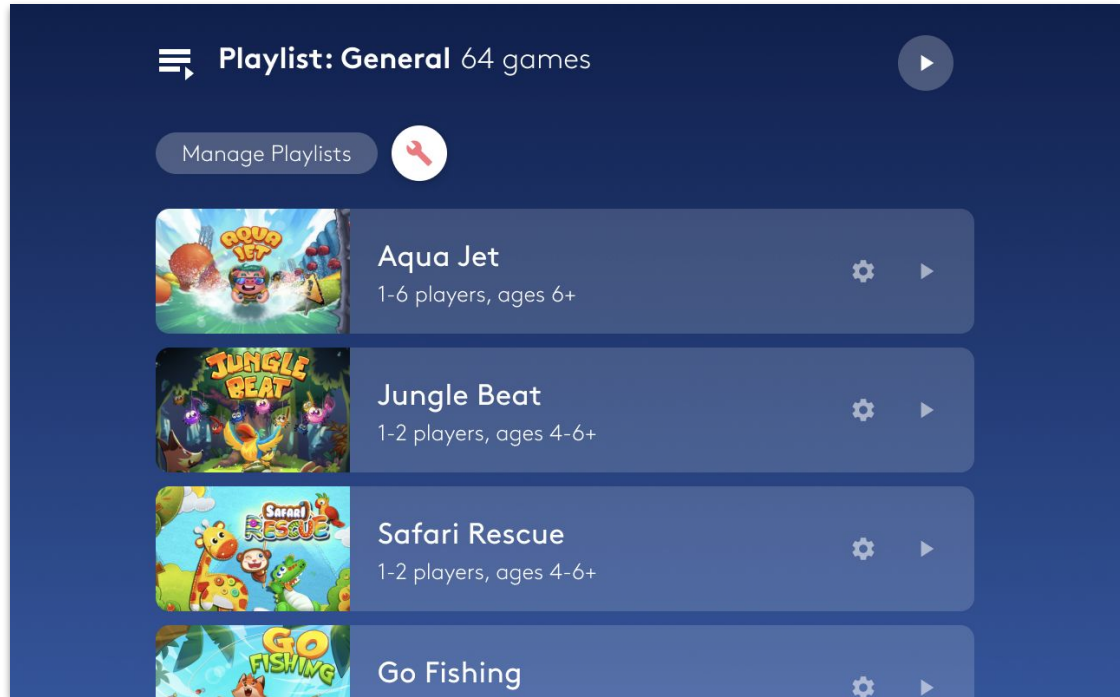 Playlist: General 64 games
Manage Playlists
AQUA
JET
Aqua Jet
1-6 players, ages 6+
JUNGLE
BEAT
Jungle Beat
1-2 players, ages 4-6+
SAFARI
RESCUE
Safari Rescue
1-2 players, ages 4-6+
GO
FISHING
Go Fishing